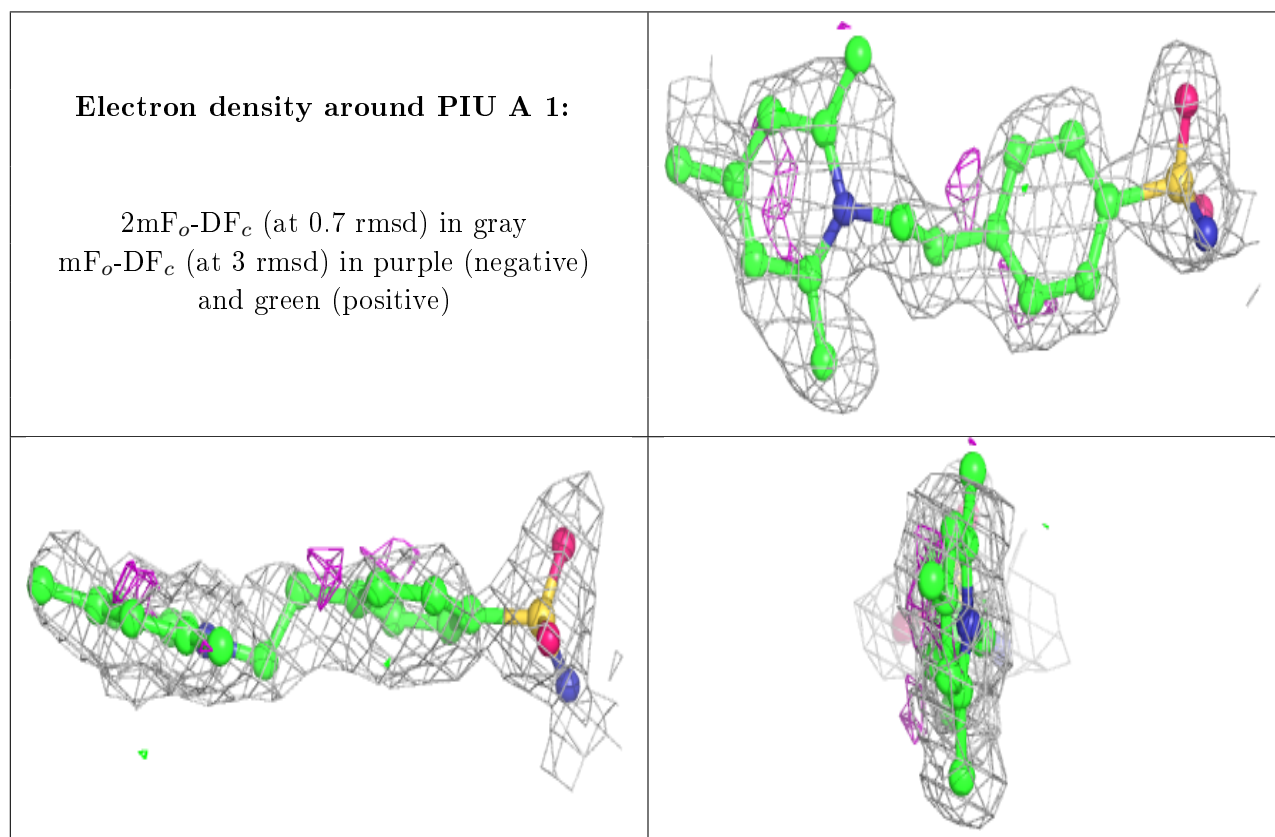 Electron density around PIU A 1:
2mFo-DFc (at 0.7 rmsd) in gray
mFo-DFc (at 3 rmsd) in purple (negative)
and green (positive)